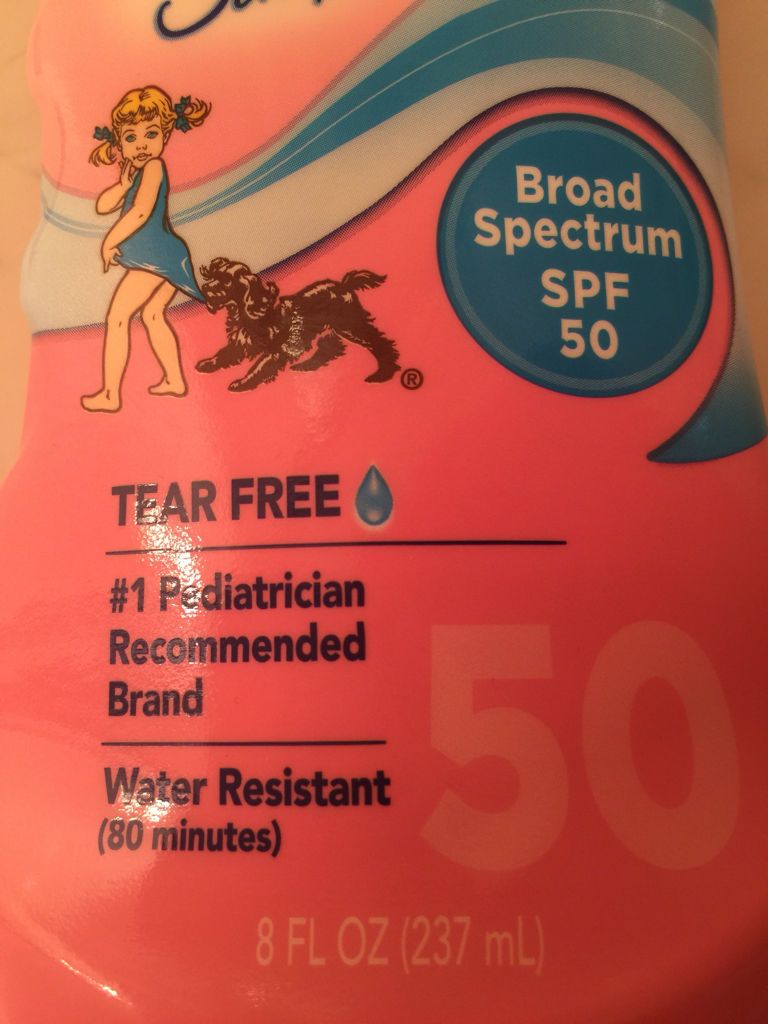 Broad
Spectrum
SPF
50
®
TEAR FREE
#1 Pediatrician
Recommended
Brand
50
Water Resistant
(80 minutes)
8 FL OZ (237 mL)